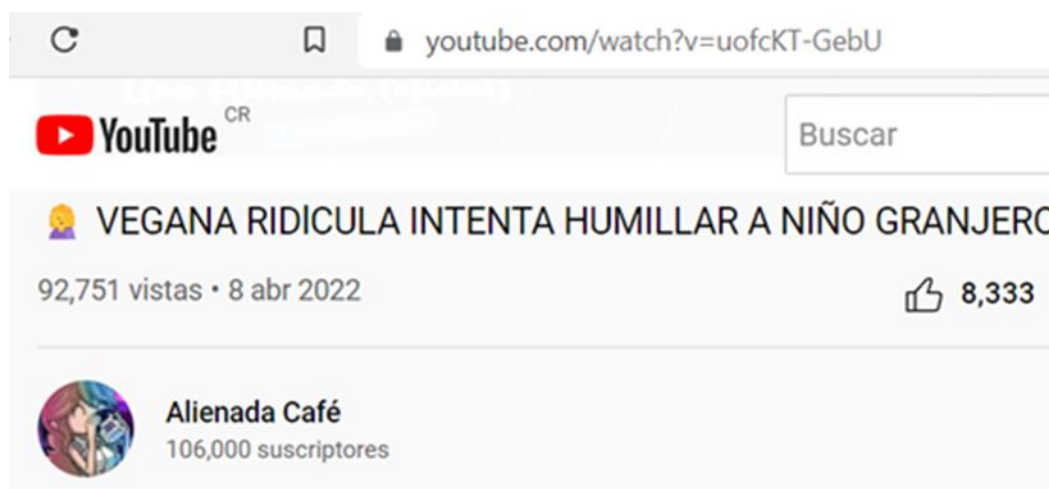 youtube.com/watch?v=uofcKT-GebU
YouTube CR
Buscar
VEGANA RIDÍCULA INTENTA HUMILLAR A NIÑO GRANJERO
92,751 vistas • 8 abr 2022
8,333
Alienada Café
106,000 suscriptores